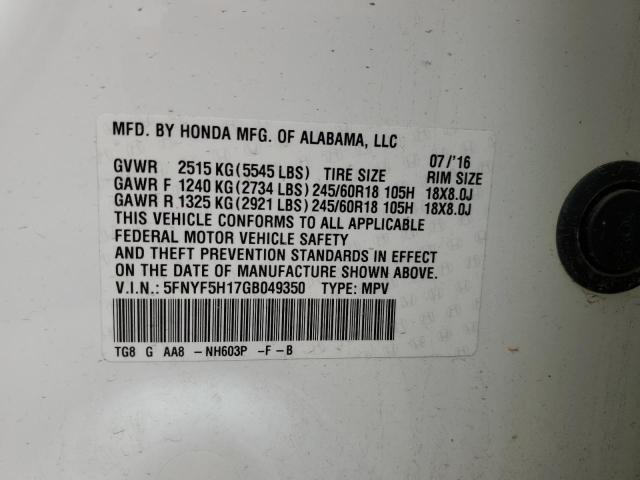 MFD. BY HONDA MFG. OF ALABAMA, LLC
07/'16
GVWR 2515 KG (5545 LBS) TIRE SIZE RIM SIZE
GAWR F 1240 KG (2734 LBS) 245/60R18 105H 18X8.0J
GAWR R 1325 KG (2921 LBS) 245/60R18 105H 18X8.0J
THIS VEHICLE CONFORMS TO ALL APPLICABLE
FEDERAL MOTOR VEHICLE SAFETY
AND THEFT PREVENTION STANDARDS IN EFFECT
ON THE DATE OF MANUFACTURE SHOWN ABOVE.
V.I.N.: 5FNYF5H17GB049350 TYPE: MPV
TG8 G AA8 -NH603P -F-B